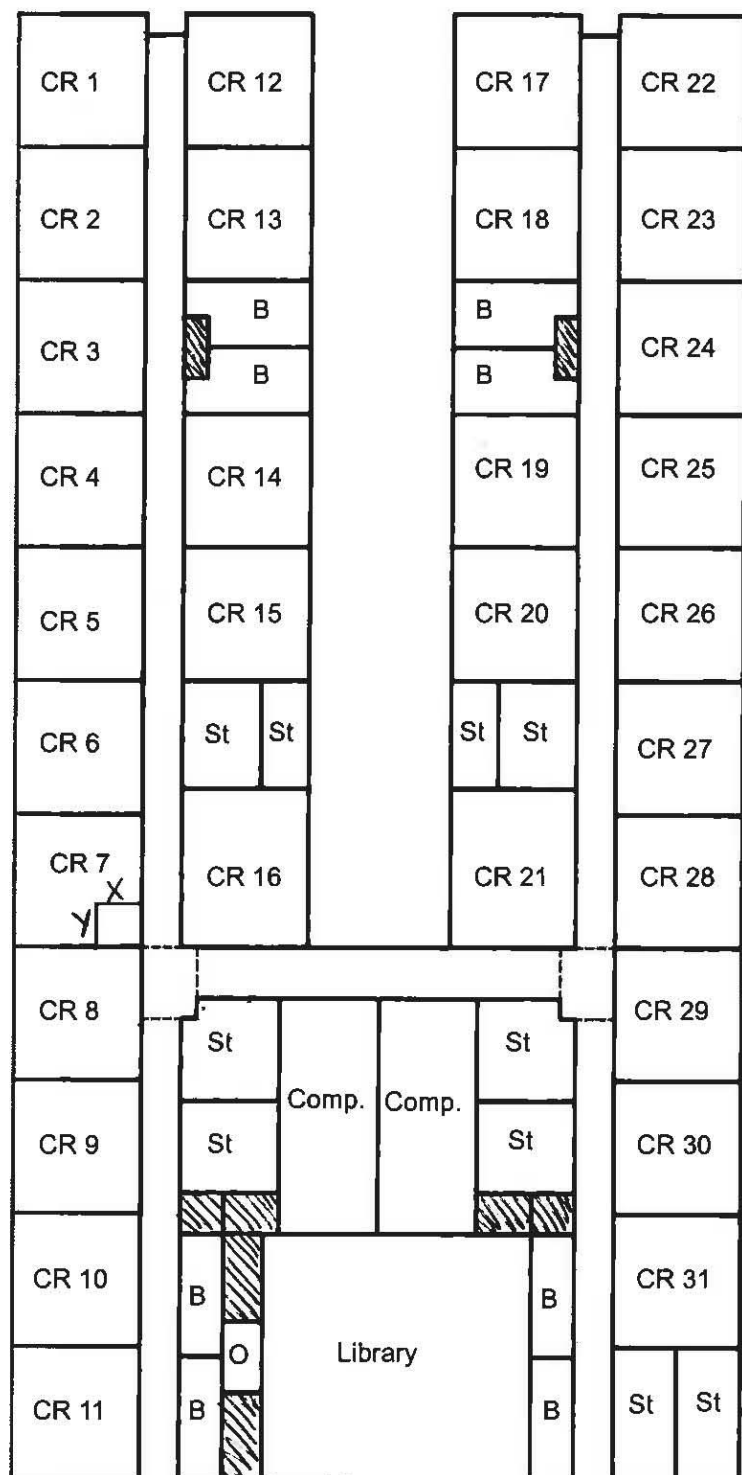 CR 1 CR 12 CR 17 CR 22
CR 2 CR 13 CR 18 CR 23
B B
CR 3 CR 24
B B
CR 4 CR 14 CR 19 CR 25
CR 5 CR 15 CR 20 CR 26
CR 6 St St St St CR 27
CR 7 CR 16 CR 21 CR 28
X
Y
CR 8 CR 29
St St
Comp. Comp.
CR 9 St St CR 30
CR 10 CR 31
B B
O Library
CR 11 B B St St